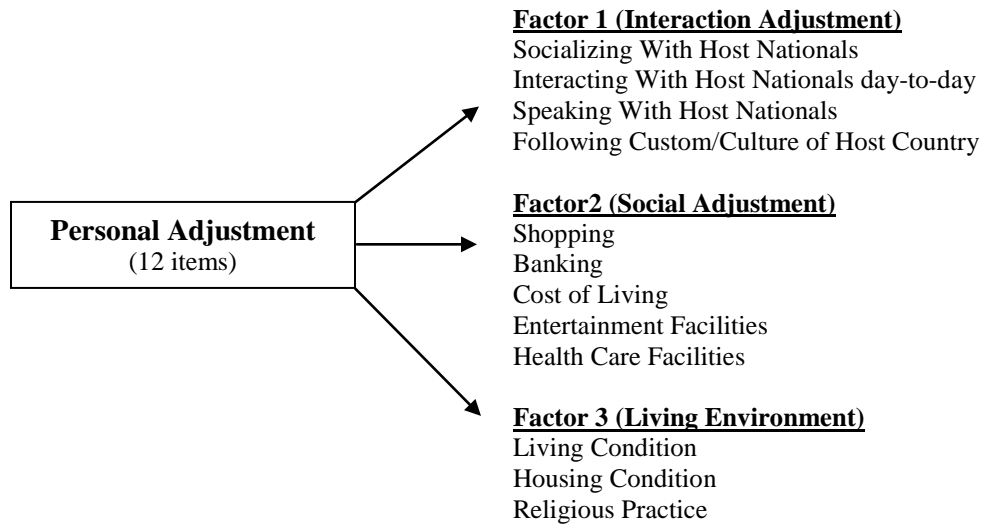 Factor 1 (Interaction Adjustment)
Socializing With Host Nationals
Interacting With Host Nationals day-to-day
Speaking With Host Nationals
Following Custom/Culture of Host Country
Personal Adjustment
(12 items)
Factor2 (Social Adjustment)
Shopping
Banking
Cost of Living
Entertainment Facilities
Health Care Facilities
Factor 3 (Living Environment)
Living Condition
Housing Condition
Religious Practice